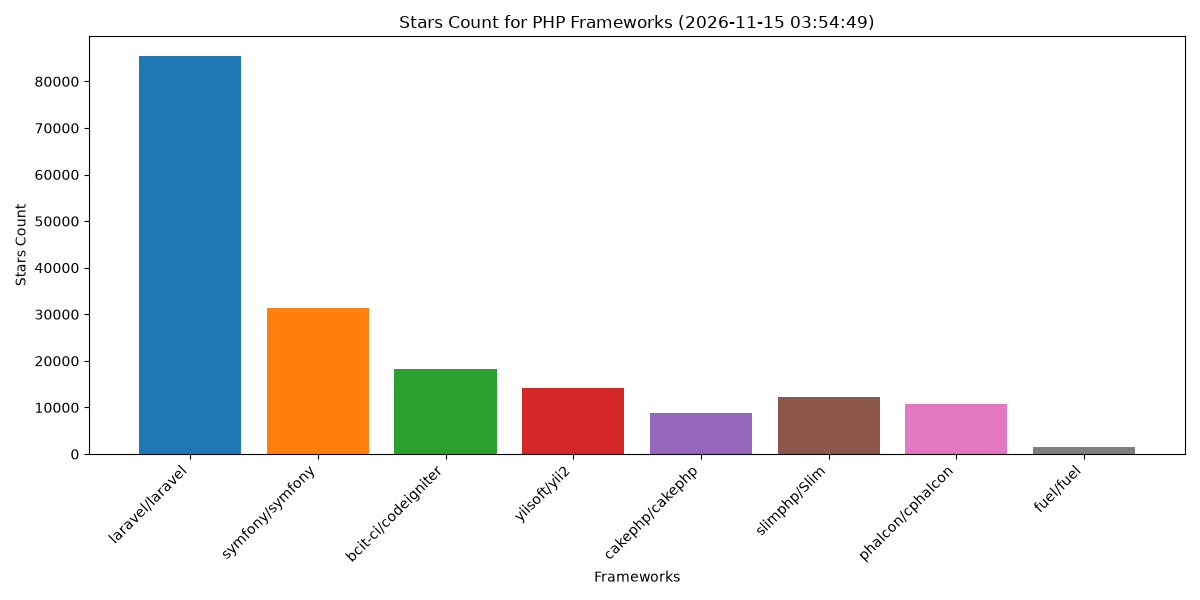 Stars Count for PHP Frameworks (2026-11-15 03:54:49)
Stars Count
80000
70000
60000
50000
40000
30000
20000
10000
0
laravel/laravel
symfony/symfony
bcit-ci/codeigniter
yiisoft/yii2
cakephp/cakephp
slimphp/Slim
phalcon/cphalcon
fuel/fuel
Frameworks